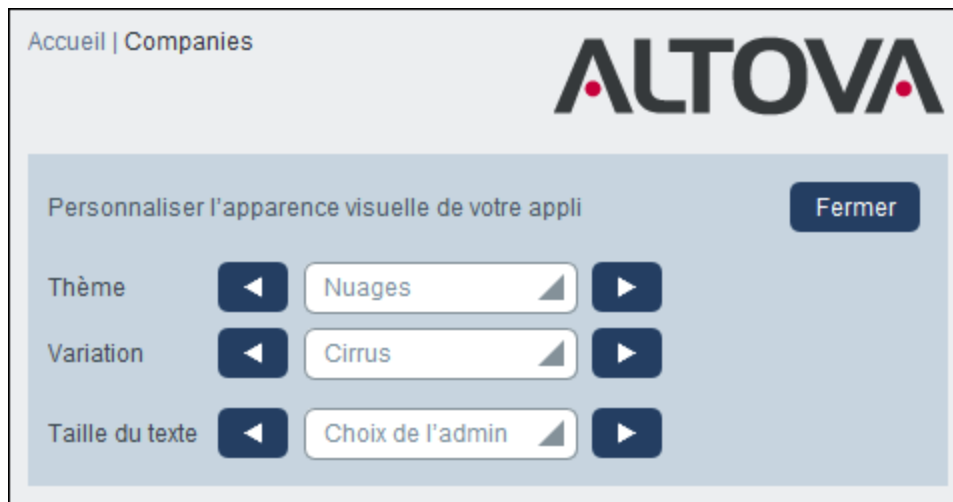 Accueil | Companies
ALTOVA
Personnaliser l'apparence visuelle de votre appli
Fermer
Thème
Nuages
Variation
Cirrus
Taille du texte
Choix de l'admin